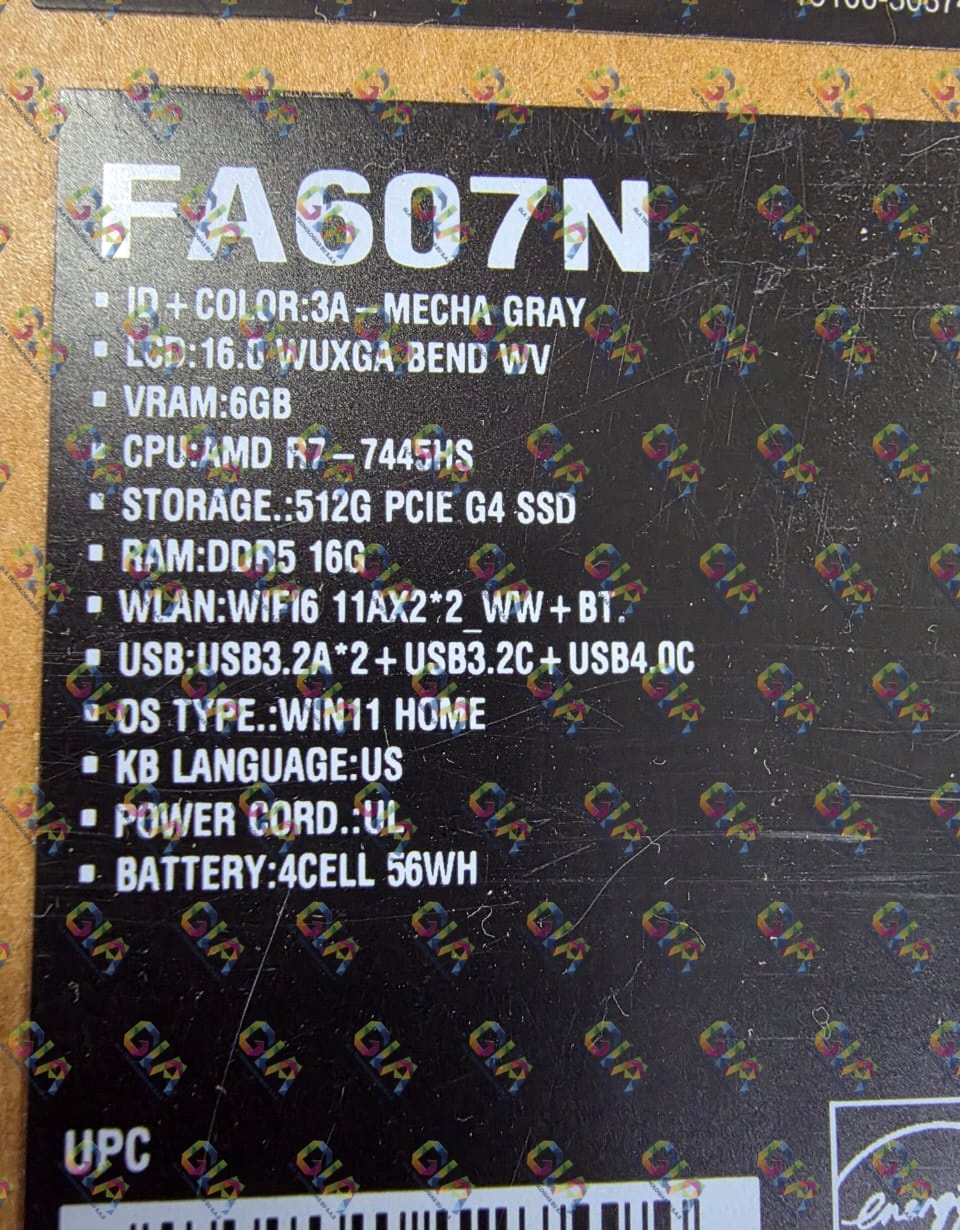 FA607N
▪ ID+COLOR:3A-MECHA GRAY
▪ LCD:16.0 WUXGA BEND WV
▪ VRAM:6GB
▪ CPU:AMD R7-7445HS
▪ STORAGE.:512G PCIE G4 SSD
▪ RAM:DDR5 16G
▪ WLAN:WIFI6 11AX2*2_WW+BT.
▪ USB:USB3.2A*2+USB3.2C+USB4.0C
▪ OS TYPE.:WIN11 HOME
▪ KB LANGUAGE:US
▪ POWER CORD.:UL
▪ BATTERY:4CELL 56WH
UPC